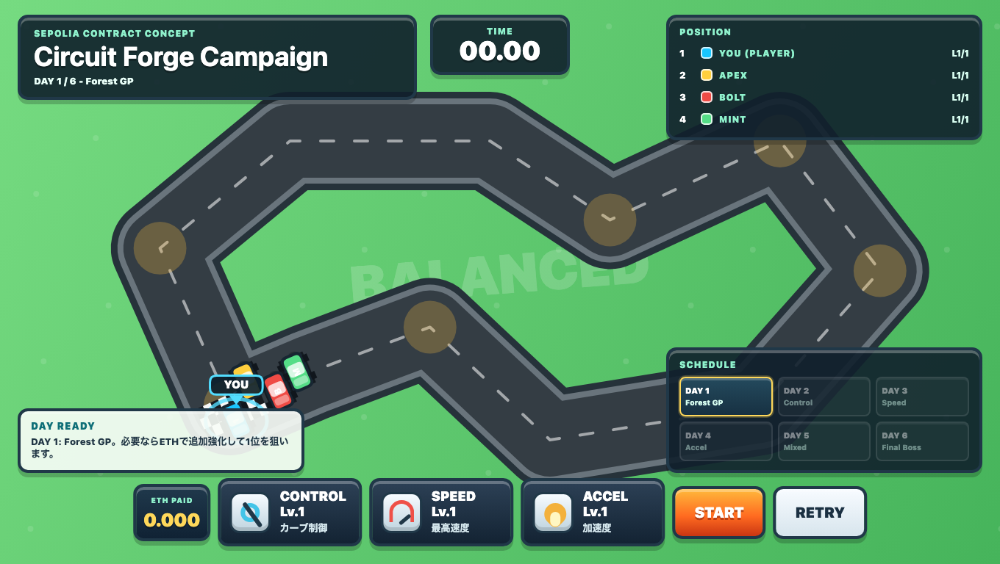 SEPOLIA CONTRACT CONCEPT
Circuit Forge Campaign
DAY 1 / 6 - Forest GP
TIME
00.00
POSITION
1 YOU (PLAYER) L1/1
2 APEX L1/1
3 BOLT L1/1
4 MINT L1/1
BALANCED
YOU
SCHEDULE
DAY 1
Forest GP
DAY 2
Control
DAY 3
Speed
DAY 4
Accel
DAY 5
Mixed
DAY 6
Final Boss
DAY READY
DAY 1: Forest GP。必要ならETHで追加強化して1位を狙い
ます。
ETH PAID
0.000
CONTROL
Lv.1
カーブ制御
SPEED
Lv.1
最高速度
ACCEL
Lv.1
加速度
START
RETRY